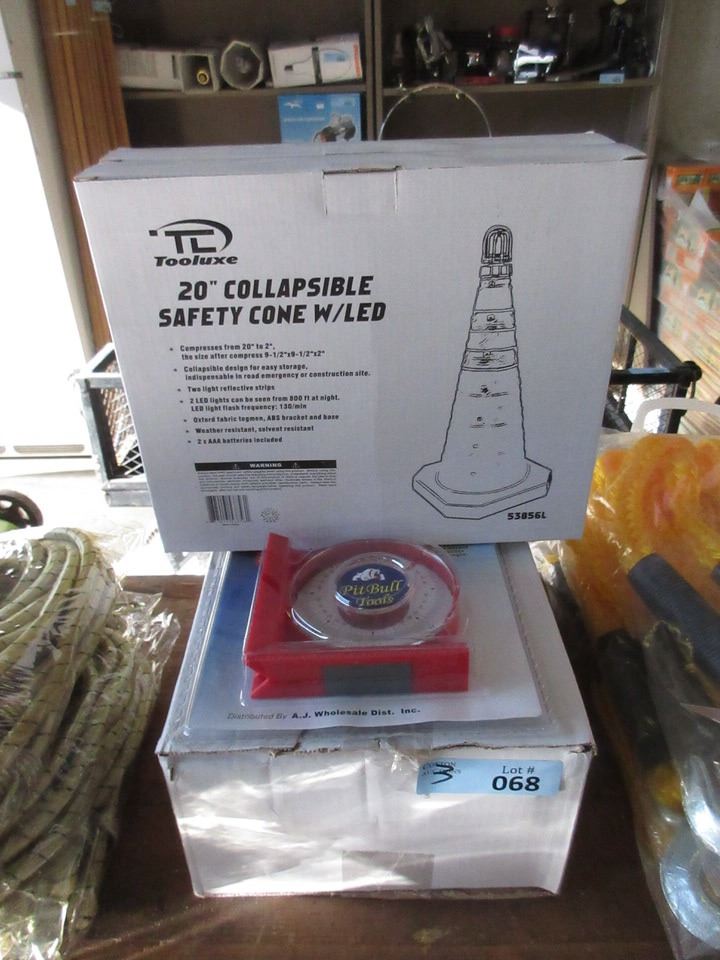 TL
Tooluxe
20" COLLAPSIBLE
SAFETY CONE W/LED
Compresses from 20" to 2",
the size after compress 9-1/2"x9-1/2"x2"
Collapsible design for easy storage,
indispensable in road emergency or construction site.
Two light reflective strips
2 LED lights can be seen from 800 ft at night.
LED light flash frequency: 130/min
Oxford fabric togmen, ABS bracket and base
Weather resistant, solvent resistant
2 x AAA batteries included
WARNING
53856L
PitBull
Tools
Distributed By A.J. Wholesale Dist. Inc.
3
Lot #
068